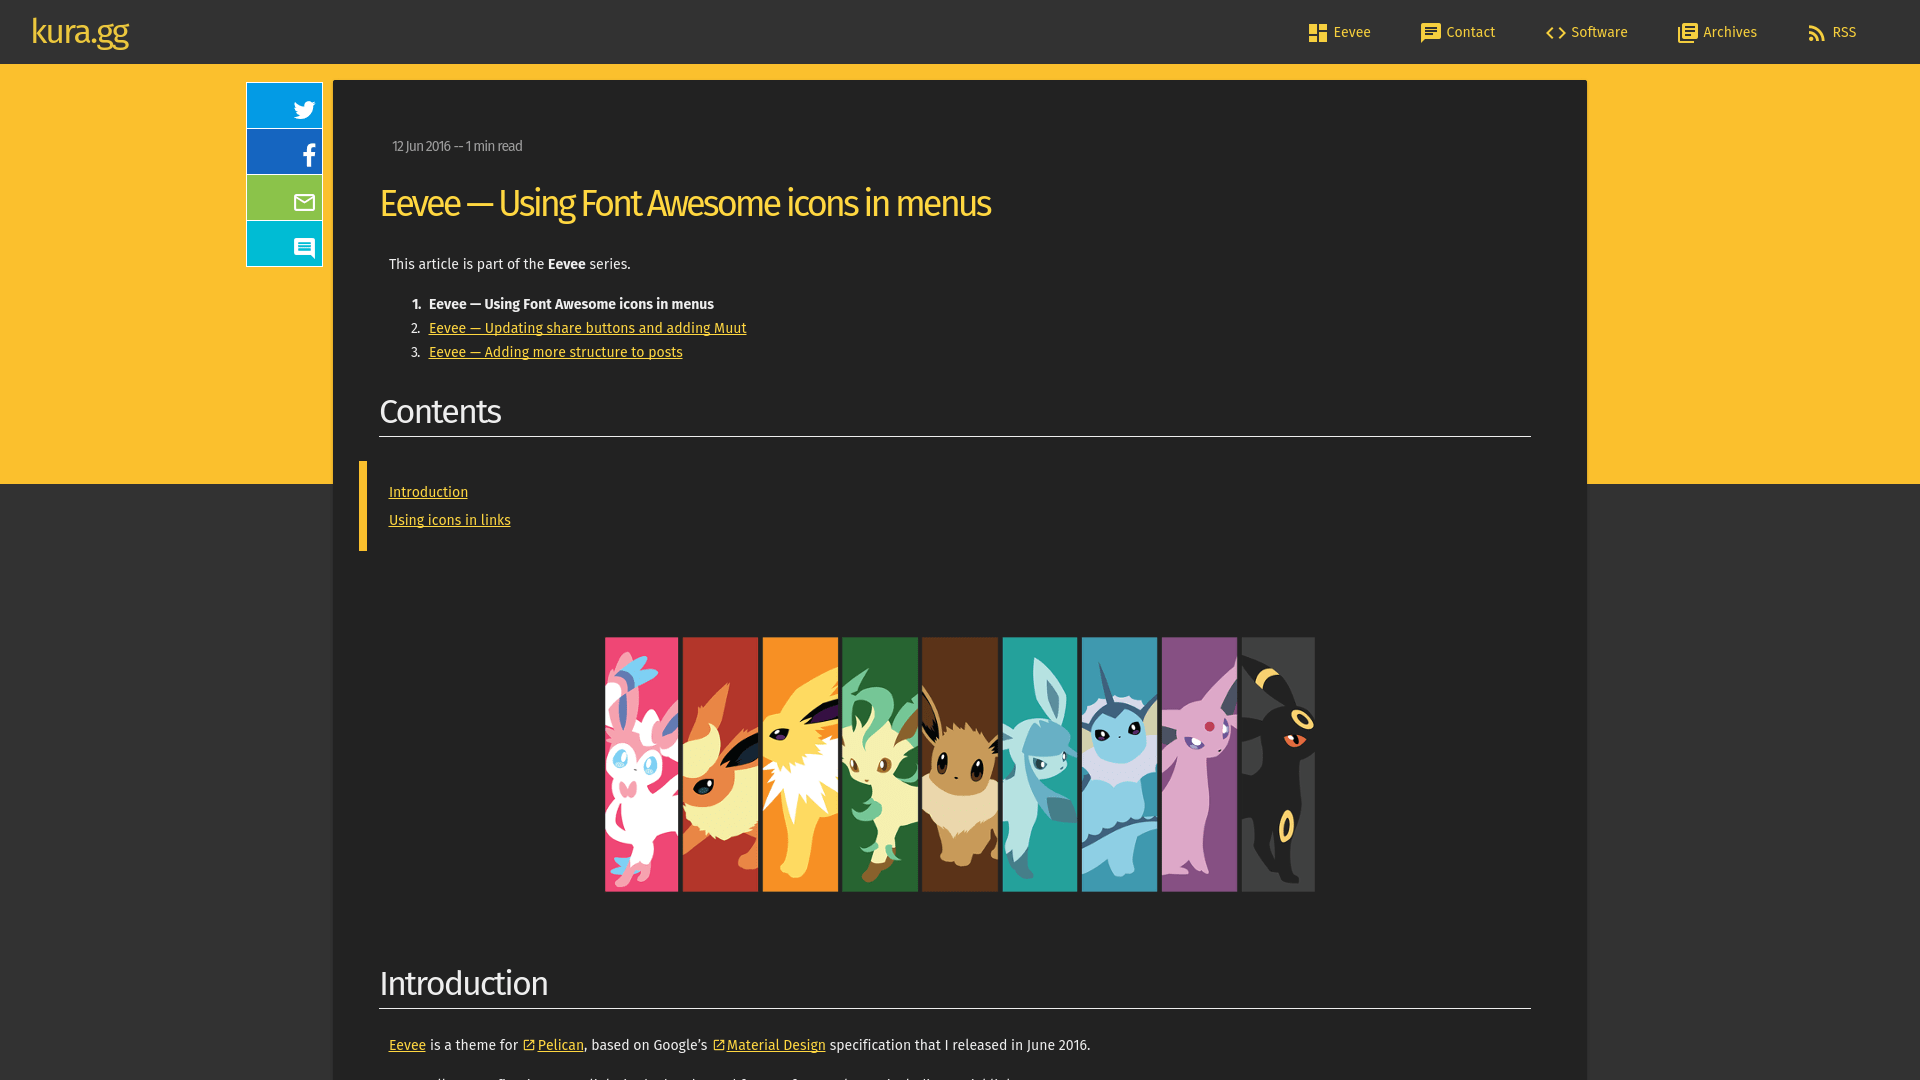 kura.gg
Eevee
Contact
Software
Archives
RSS
12 Jun 2016 -- 1 min read
Eevee — Using Font Awesome icons in menus
This article is part of the Eevee series.
1. Eevee — Using Font Awesome icons in menus
2. Eevee — Updating share buttons and adding Muut
3. Eevee — Adding more structure to posts
Contents
Introduction
Using icons in links
Introduction
Eevee is a theme for Pelican, based on Google’s Material Design specification that I released in June 2016.